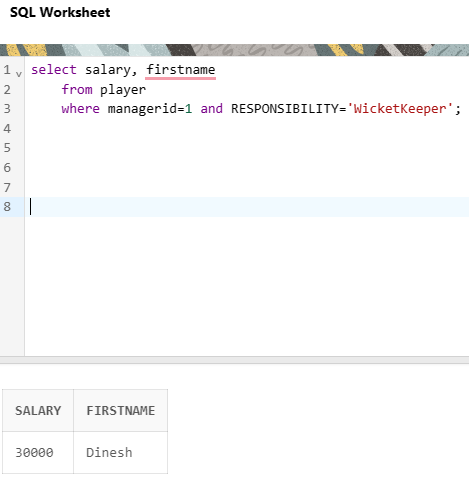 SQL Worksheet
1 select salary, firstname
2 from player
3 where managerid=1 and RESPONSIBILITY='WicketKeeper';
4
5
6
7
8
SALARY FIRSTNAME
30000 Dinesh